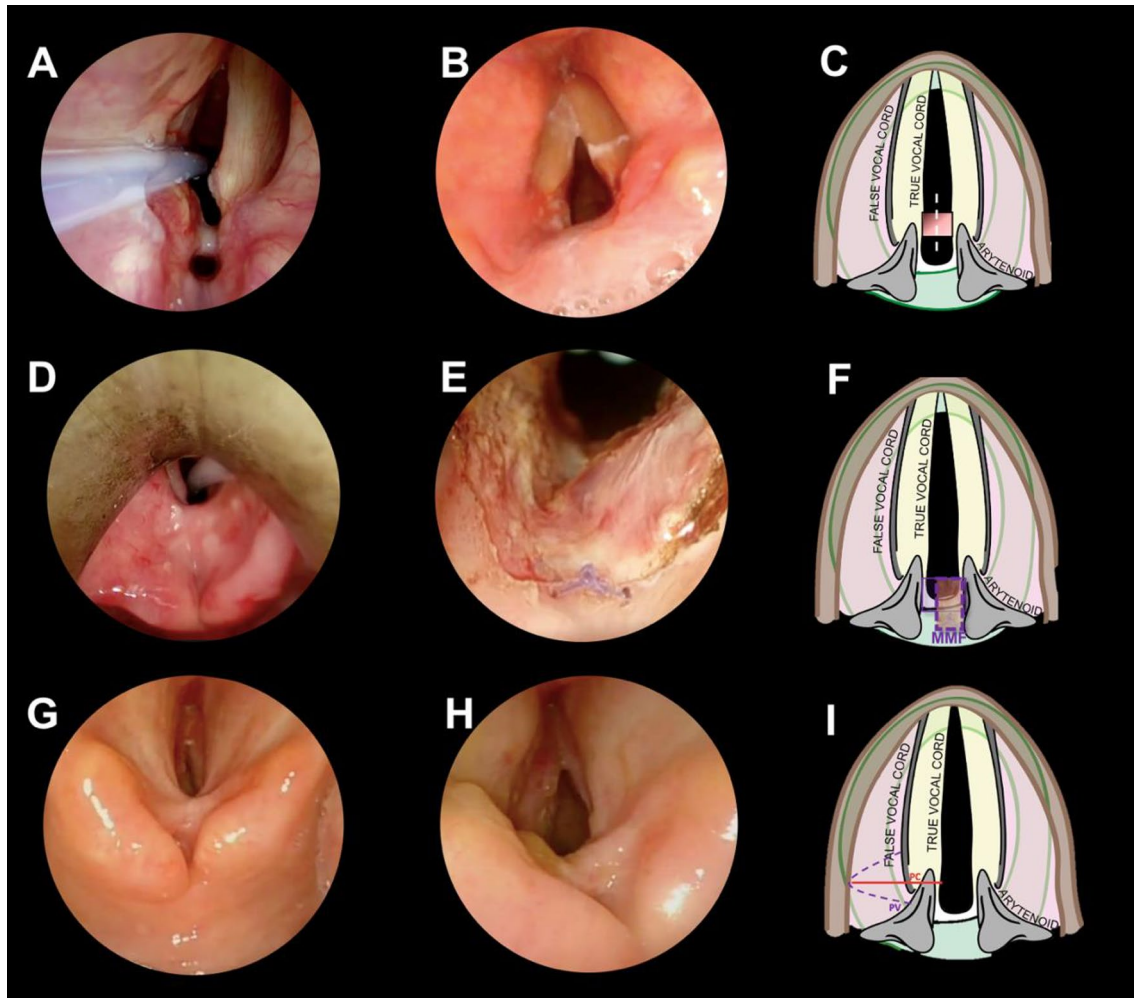 A
B
C
FALSE VOCAL CORD
TRUE VOCAL CORD
ARYTENOID
D
E
F
FALSE VOCAL CORD
TRUE VOCAL CORD
ARYTENOID
MMF
G
H
I
FALSE VOCAL CORD
TRUE VOCAL CORD
PC
PV
ARYTENOID